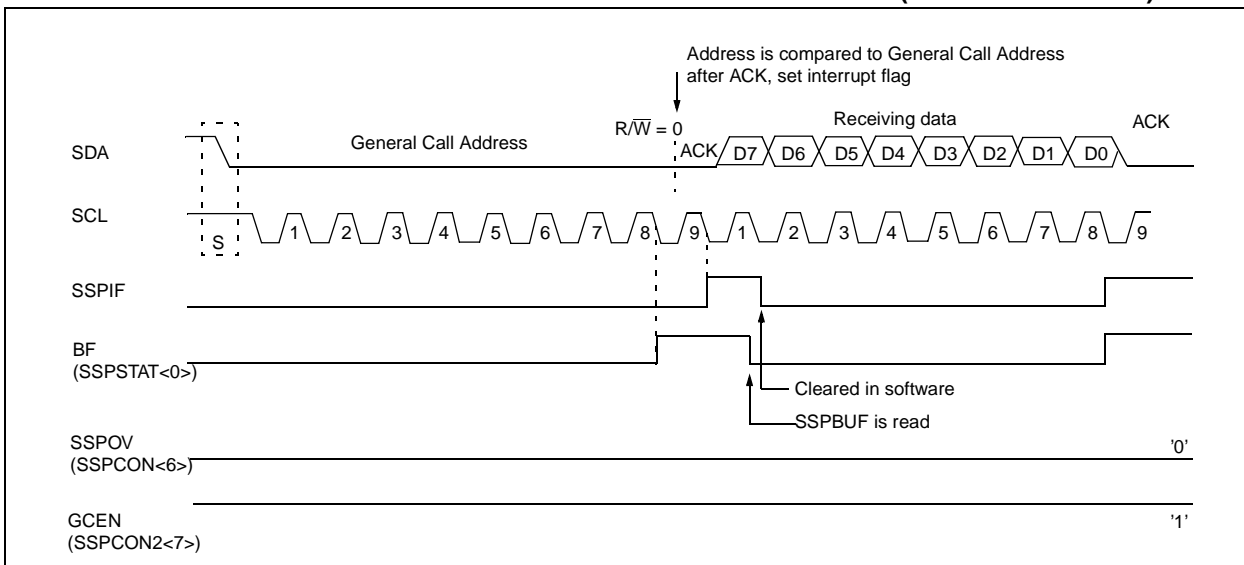 Address is compared to General Call Address
after ACK, set interrupt flag
R/W̅ = 0
Receiving data
ACK
General Call Address
SDA
ACK
D7 D6 D5 D4 D3 D2 D1 D0
SCL
S
1 2 3 4 5 6 7 8 9 1 2 3 4 5 6 7 8 9
SSPIF
BF
(SSPSTAT<0>)
Cleared in software
SSPBUF is read
SSPOV
(SSPCON<6>)
'0'
GCEN
(SSPCON2<7>)
'1'